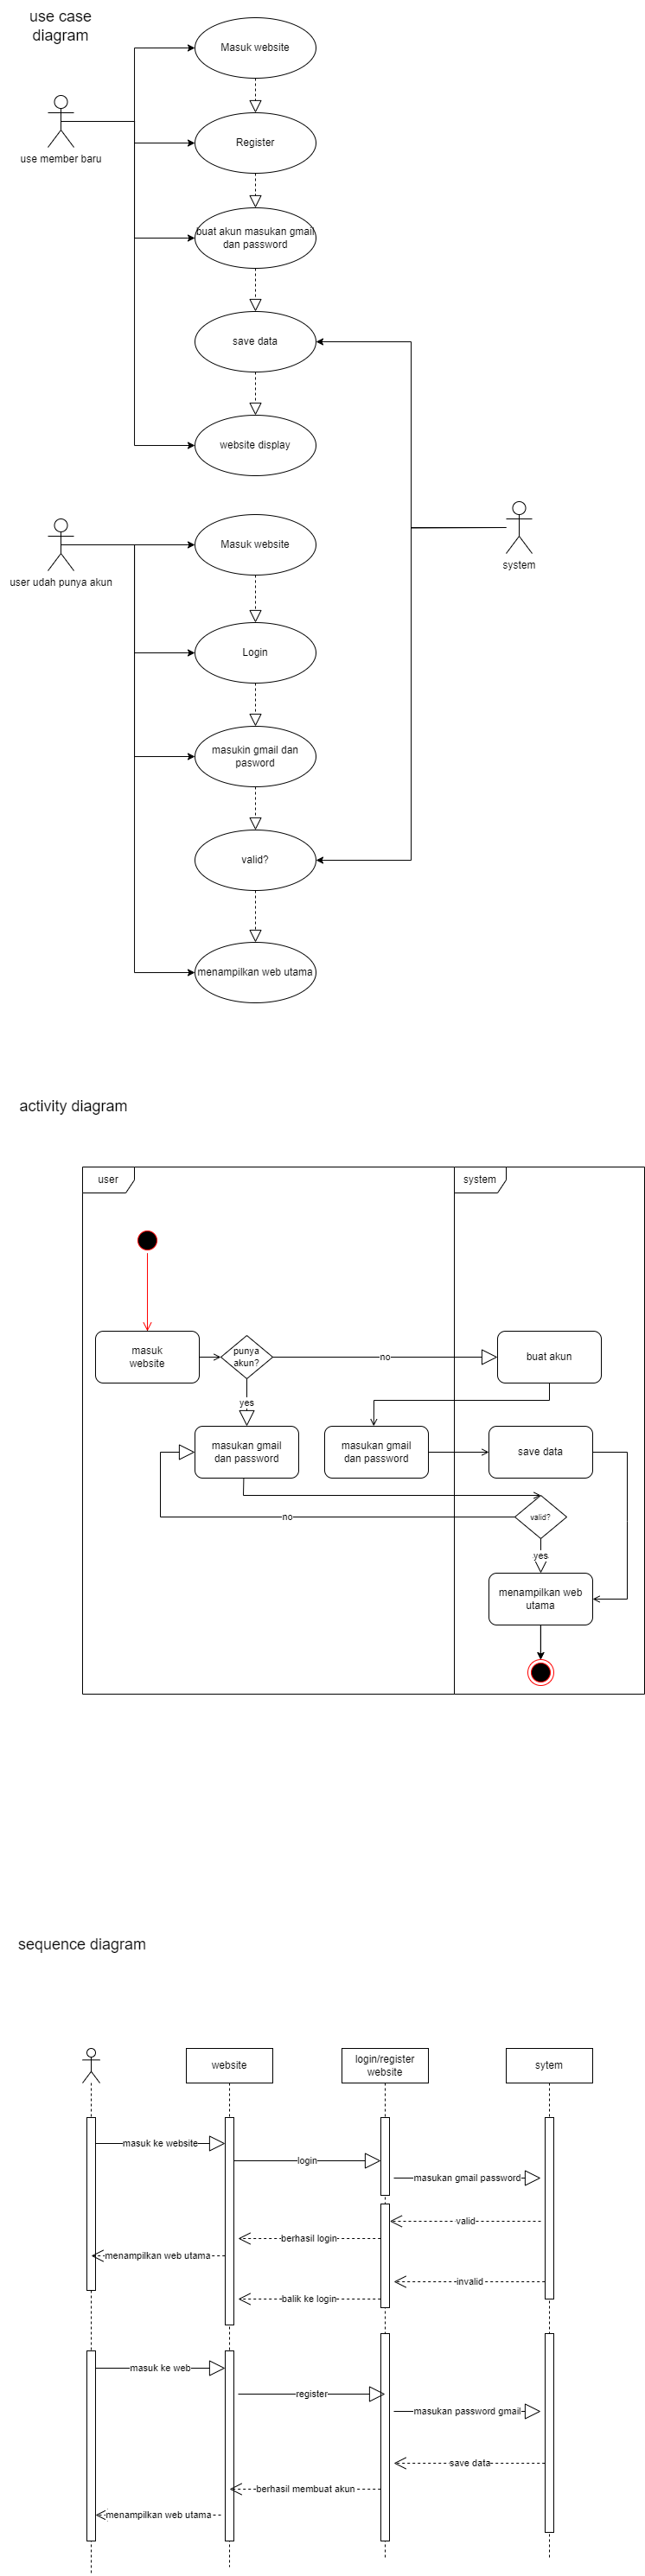 use case
diagram
Masuk website
use member baru
Register
buat akun masukan gmail
dan password
save data
website display
Masuk website
user udah punya akun
system
Login
masukin gmail dan
pasword
valid?
menampilkan web utama
activity diagram
user
system
masuk
website
punya
akun?
no
buat akun
yes
masukan gmail
dan password
masukan gmail
dan password
save data
no
valid?
yes
menampilkan web
utama
sequence diagram
website
login/register
website
sytem
masuk ke website
login
masukan gmail password
valid
berhasil login
menampilkan web utama
invalid
balik ke login
masuk ke web
register
masukan password gmail
save data
berhasil membuat akun
menampilkan web utama